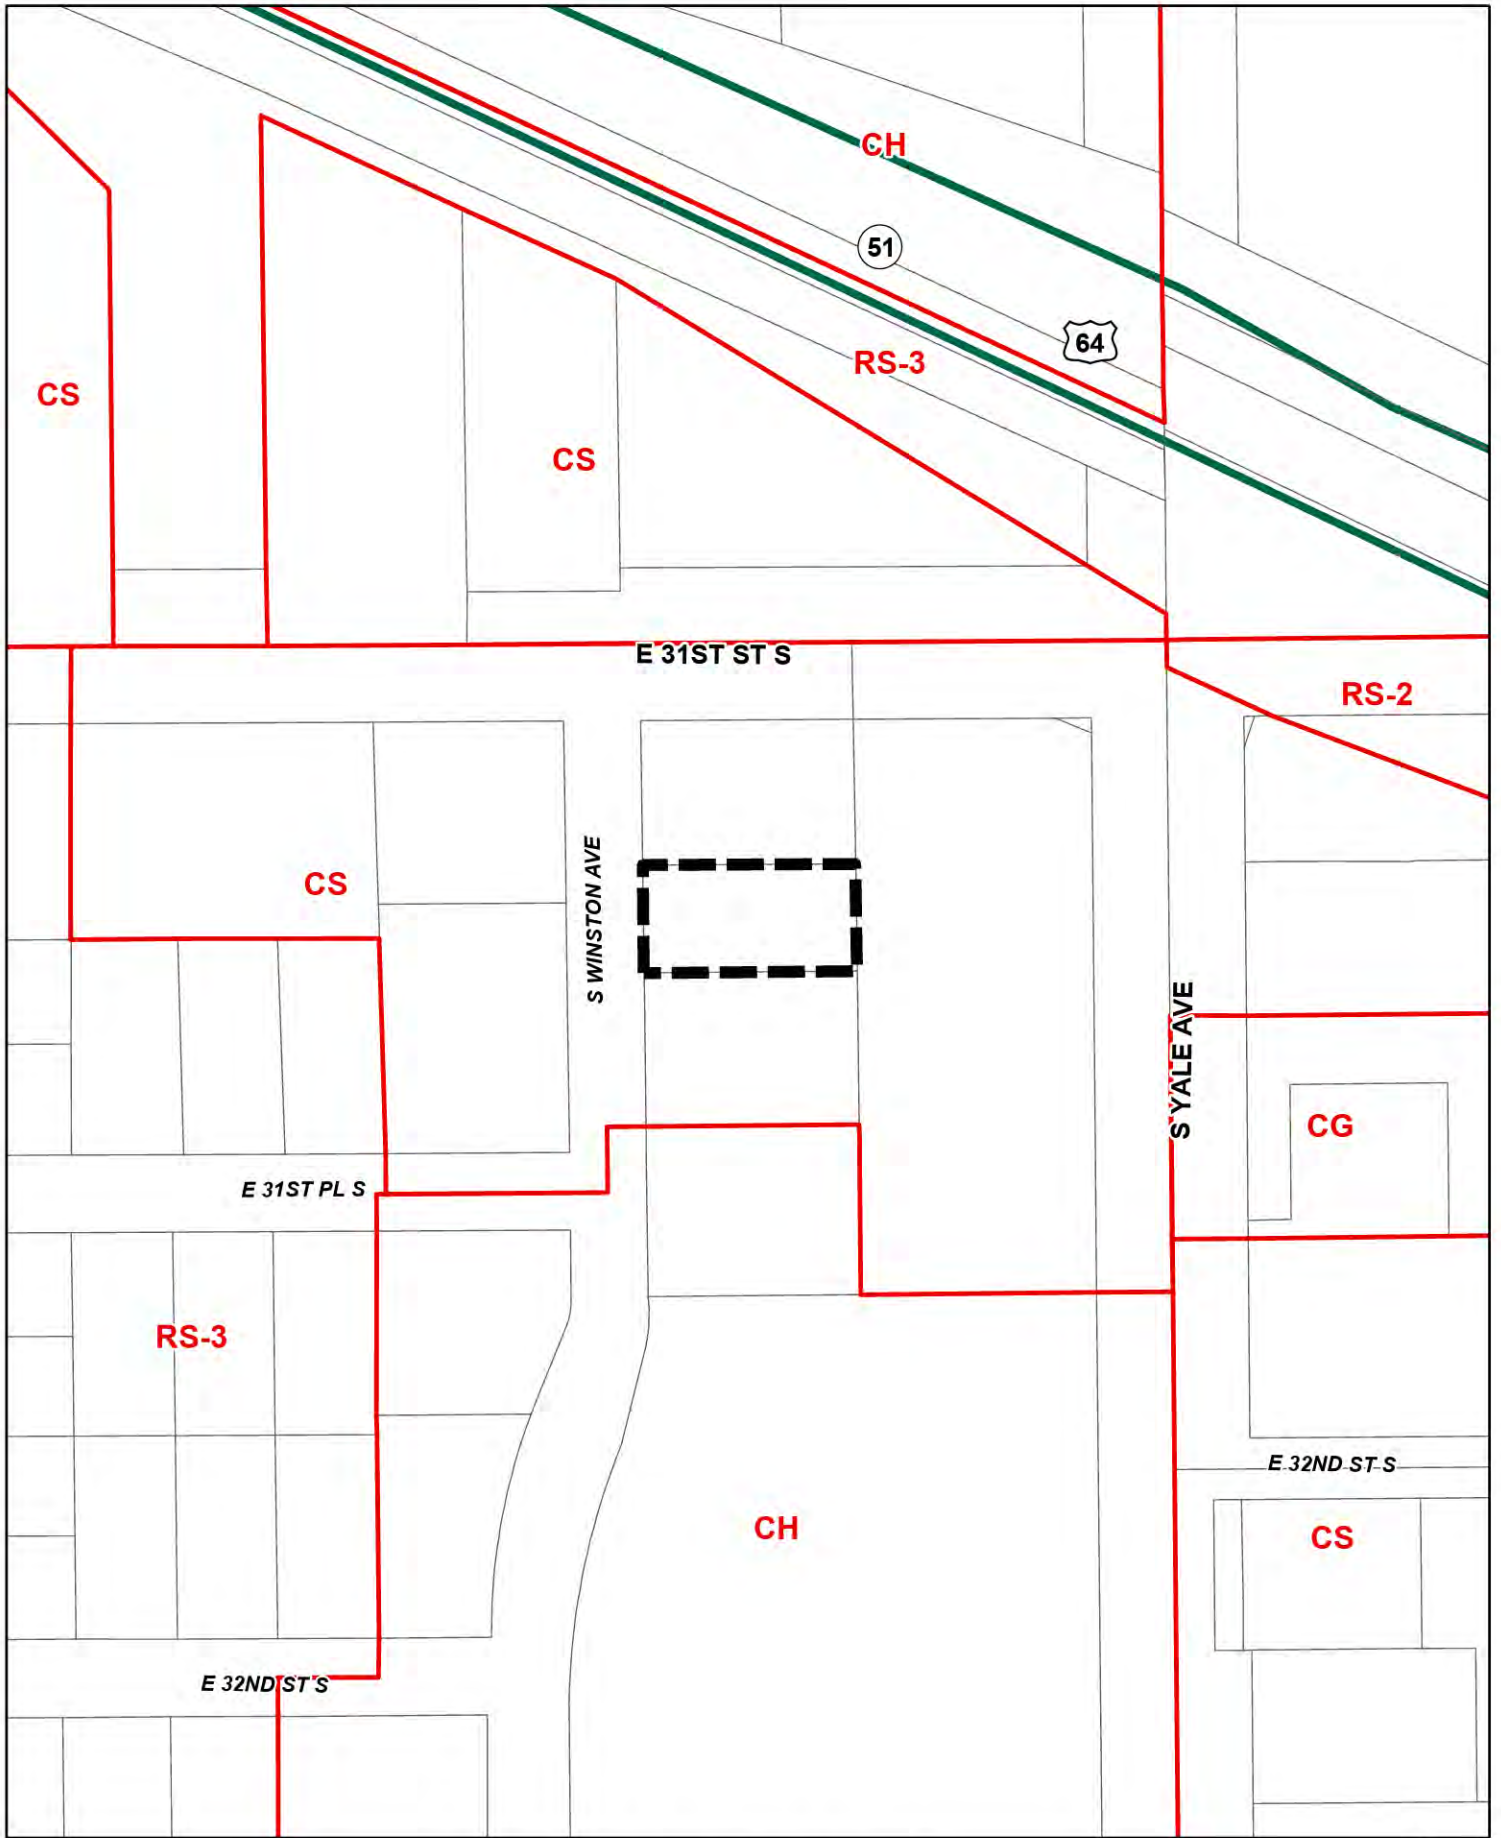 CH
51
64
RS-3
CS
CS
E 31ST ST S
RS-2
CS
S WINSTON AVE
S YALE AVE
CG
E 31ST PL S
RS-3
E 32ND ST S
CH
CS
E 32ND ST S